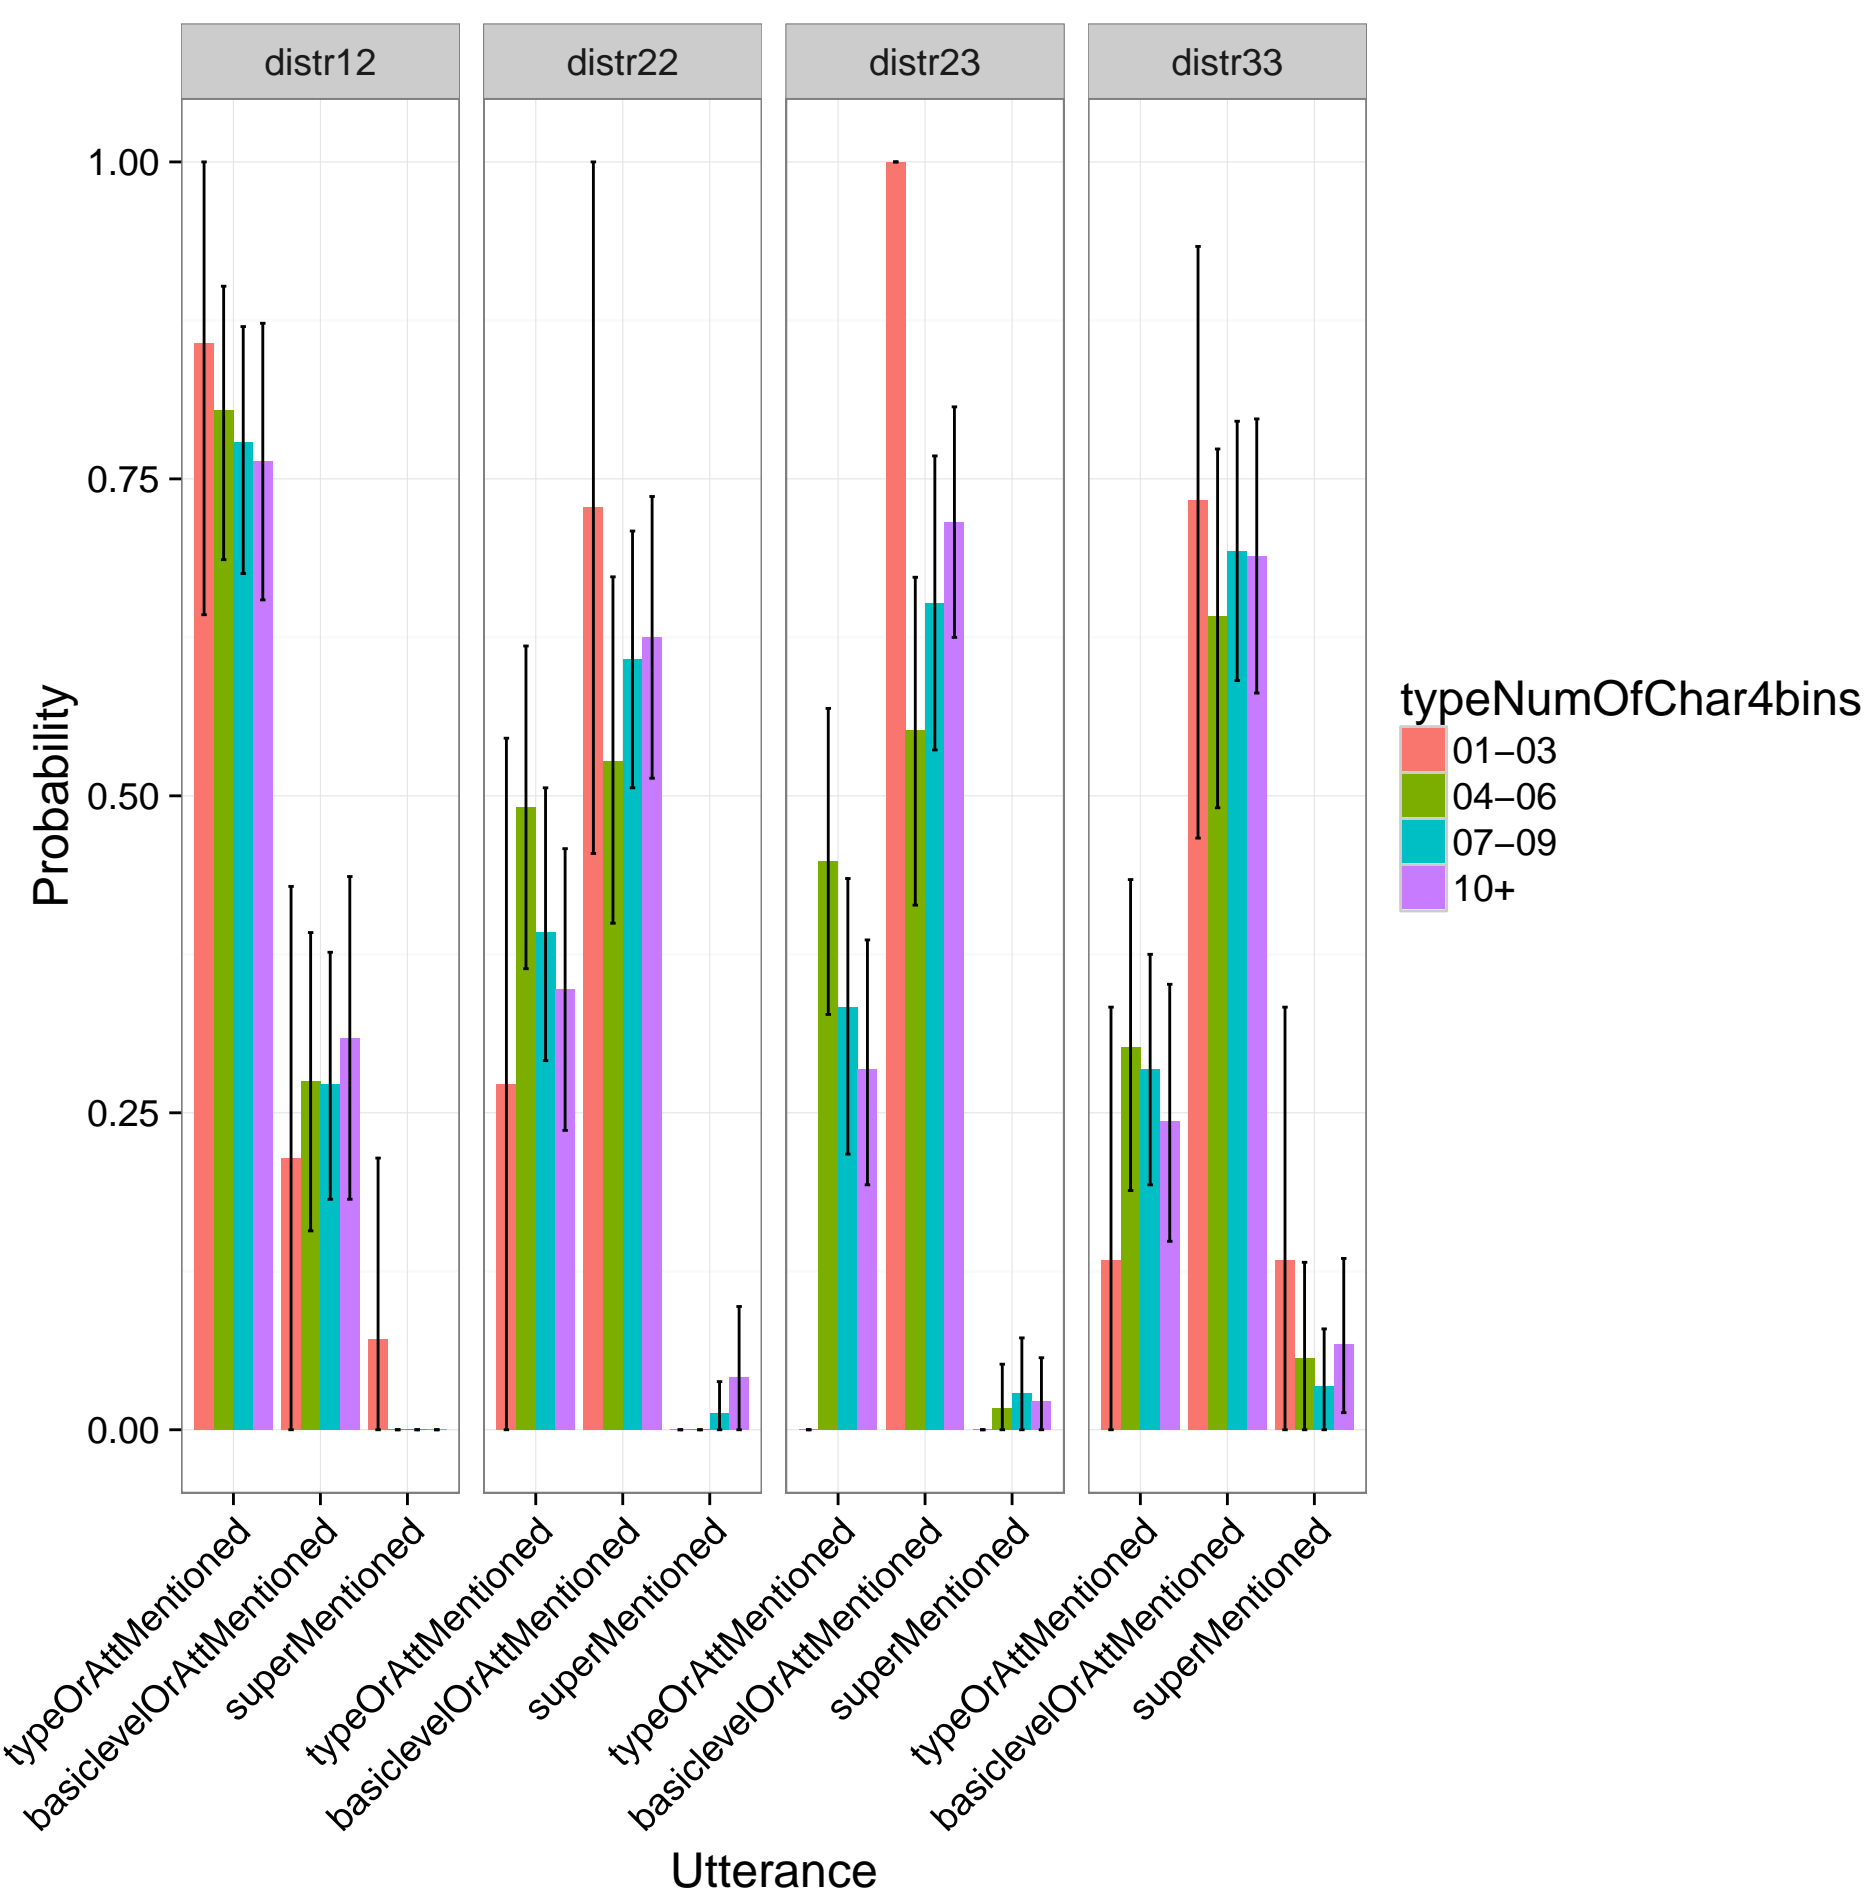 distr12
distr22
distr23
distr33
1.00
0.75
0.50
0.25
0.00
Probability
typeOrAttMentioned
basiclevelOrAttMentioned
superMentioned
typeOrAttMentioned
basiclevelOrAttMentioned
superMentioned
typeOrAttMentioned
basiclevelOrAttMentioned
superMentioned
typeOrAttMentioned
basiclevelOrAttMentioned
superMentioned
Utterance
typeNumOfChar4bins
01−03
04−06
07−09
10+